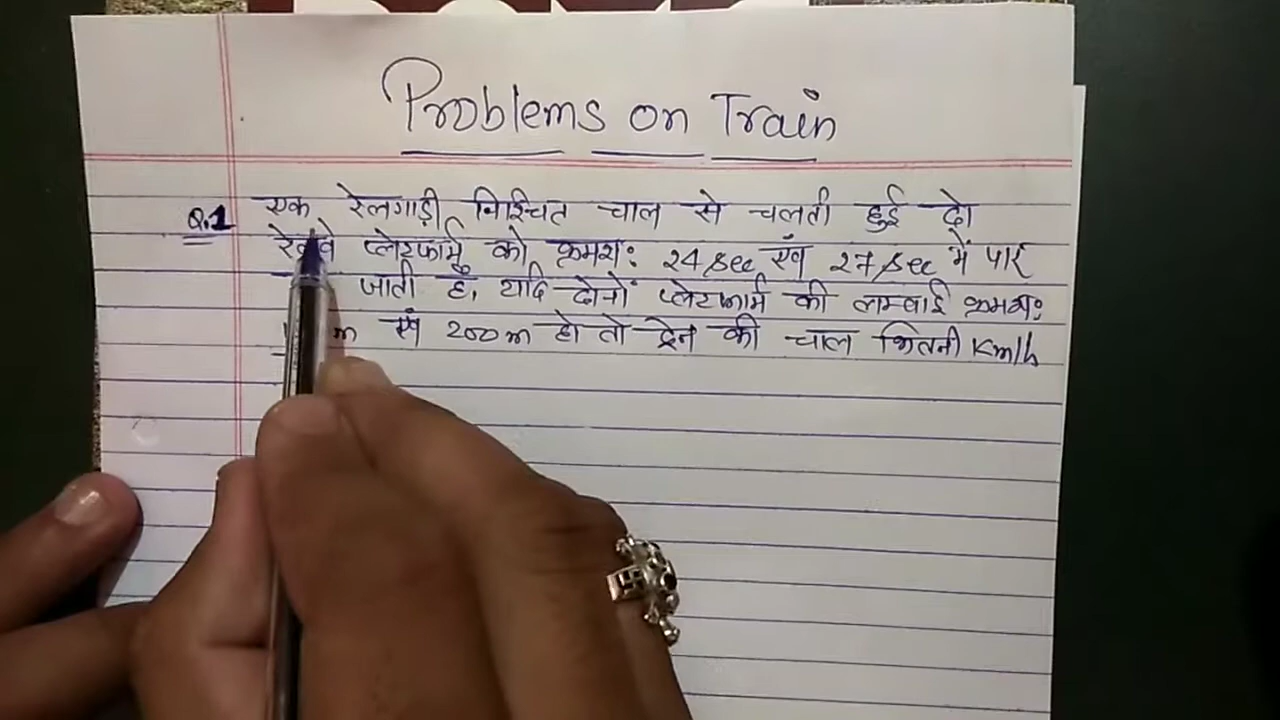 Problems on Train
Q.1 एक रेलगाड़ी निश्चित चाल से चलती हुई दो
रेलवे प्लेटफार्म को क्रमशः 24 sec एवं 27 sec में पार
जाती है, यदि दोनों प्लेटफार्म की लम्बाई क्रमशः
m एवं 200m हो तो ट्रेन की चाल कितनी Km/h